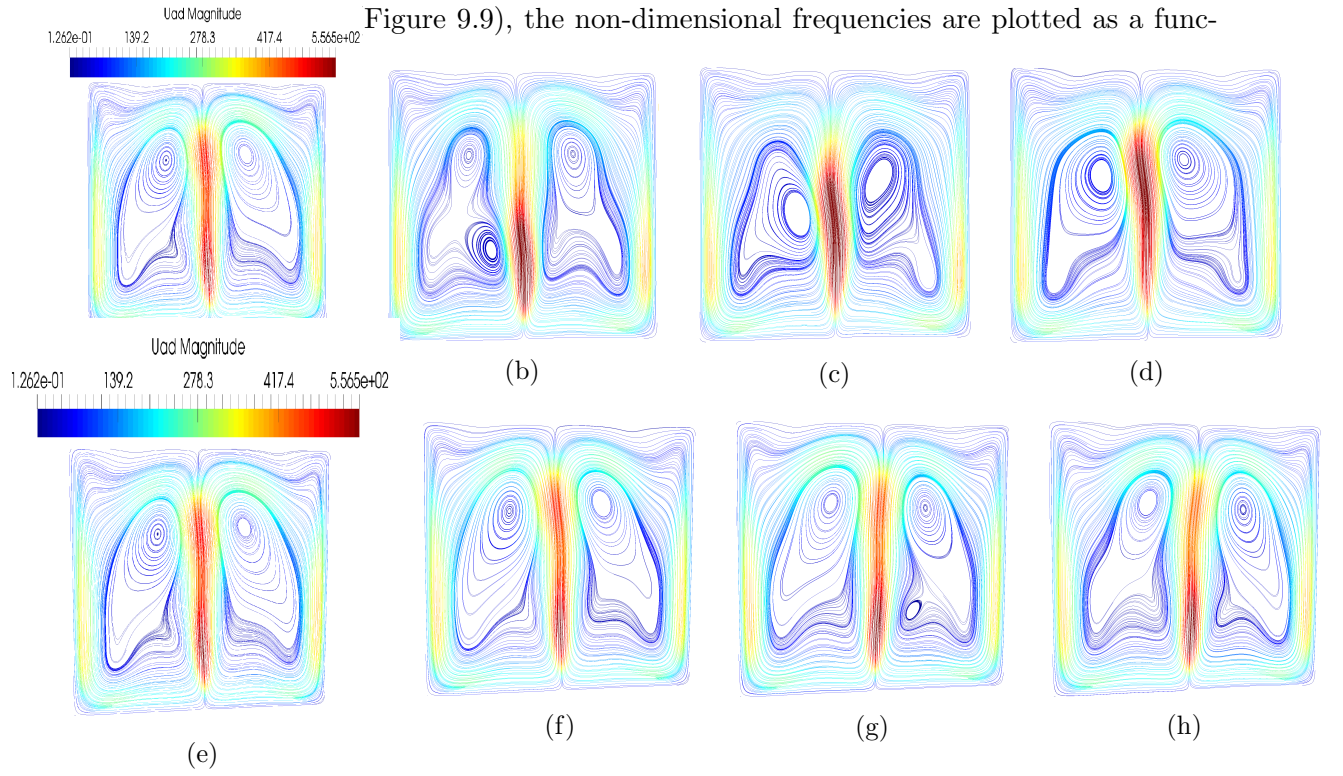 Uad Magnitude
1.262e-01 139.2 278.3 417.4 5.565e+02
Figure 9.9), the non-dimensional frequencies are plotted as a func-
(b)
(c)
(d)
Uad Magnitude
1.262e-01 139.2 278.3 417.4 5.565e+02
(e)
(f)
(g)
(h)